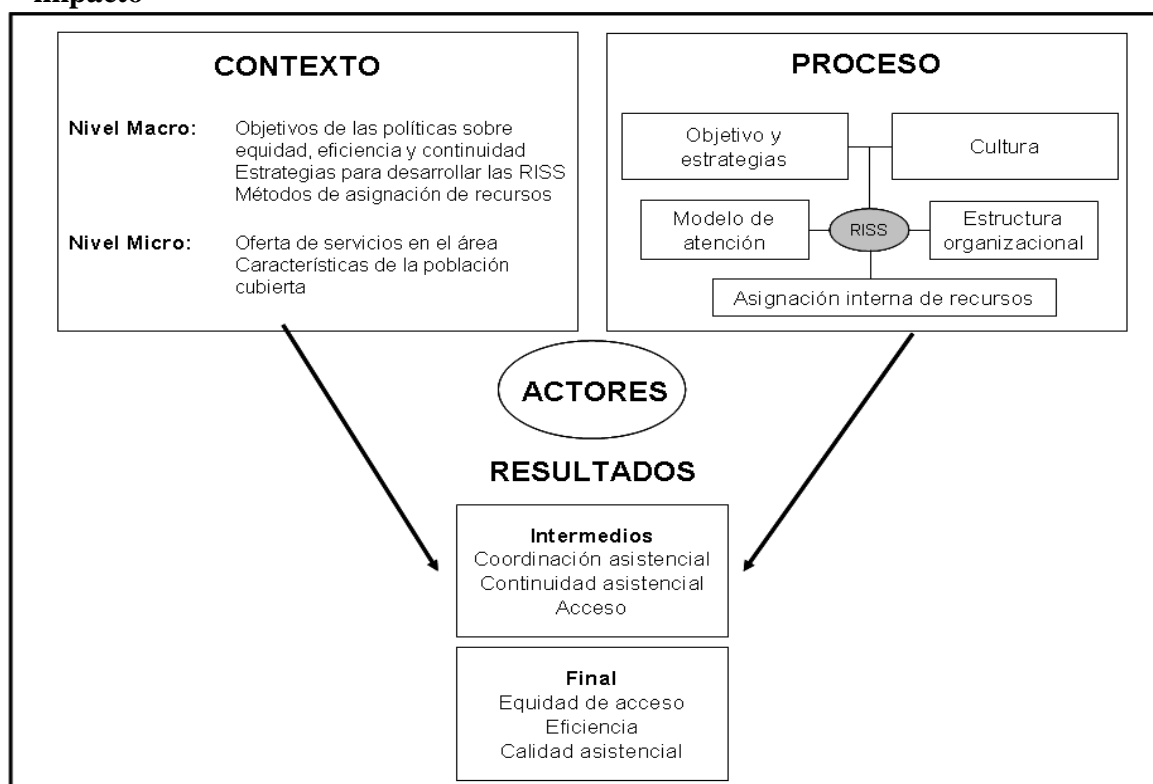 impacto
CONTEXTO
Nivel Macro: Objetivos de las políticas sobre
equidad, eficiencia y continuidad
Estrategias para desarrollar las RISS
Métodos de asignación de recursos
Nivel Micro: Oferta de servicios en el área
Características de la población
cubierta
PROCESO
Objetivo y
estrategias
Cultura
Modelo de
atención
RISS
Estructura
organizacional
Asignación interna de recursos
ACTORES
RESULTADOS
Intermedios
Coordinación asistencial
Continuidad asistencial
Acceso
Final
Equidad de acceso
Eficiencia
Calidad asistencial